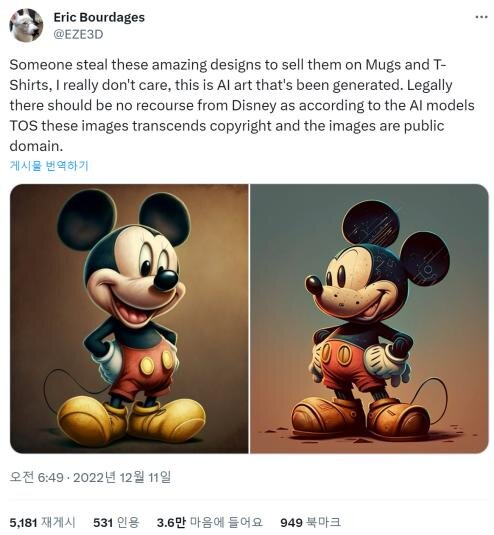 Eric Bourdages
@EZE3D
Someone steal these amazing designs to sell them on Mugs and T-
Shirts, I really don't care, this is AI art that's been generated. Legally
there should be no recourse from Disney as according to the AI models
TOS these images transcends copyright and the images are public
domain.
게시물 번역하기
오전 6:49 · 2022년 12월 11일
5,181 재게시 531 인용 3.6만 마음에 들어요 949 북마크